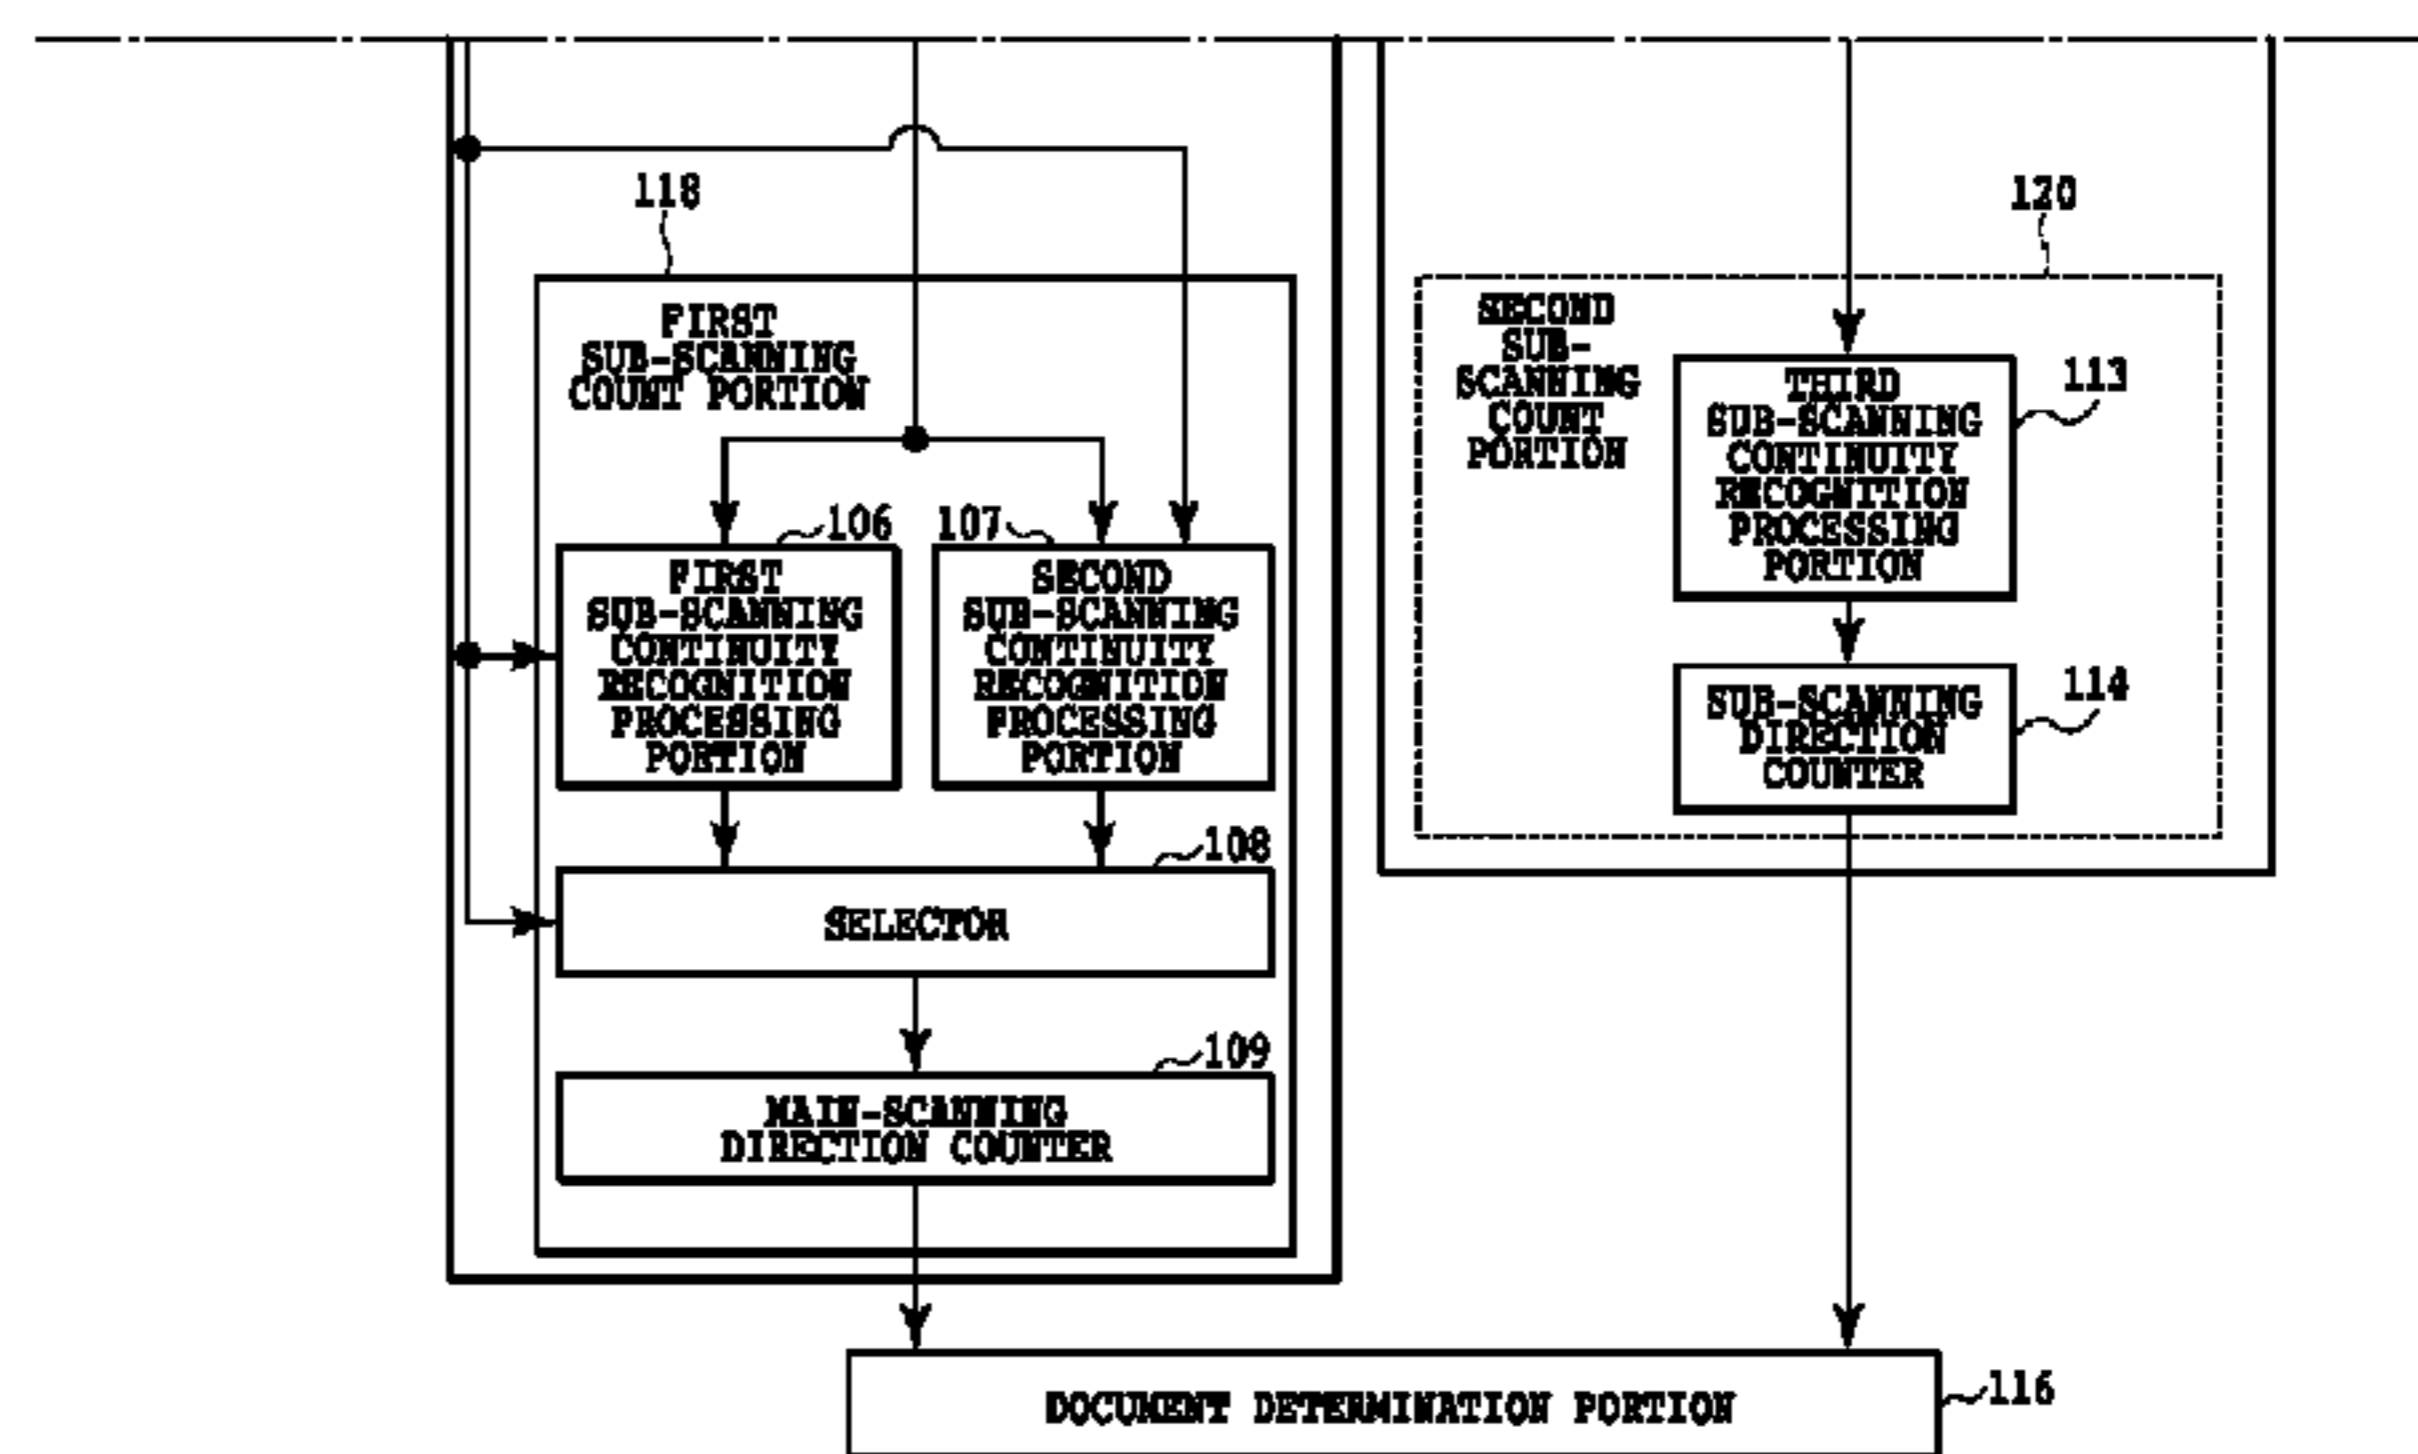 118
FIRST
SUB-SCANNING
COUNT PORTION
106
FIRST
SUB-SCANNING
CONTINUITY
RECOGNITION
PROCESSING
PORTION
107
SECOND
SUB-SCANNING
CONTINUITY
RECOGNITION
PROCESSING
PORTION
108
SELECTOR
109
MAIN-SCANNING
DIRECTION COUNTER
120
SECOND
SUB-
SCANNING
COUNT
PORTION
113
THIRD
SUB-SCANNING
CONTINUITY
RECOGNITION
PROCESSING
PORTION
114
SUB-SCANNING
DIRECTION
COUNTER
DOCUMENT DETERMINATION PORTION
116